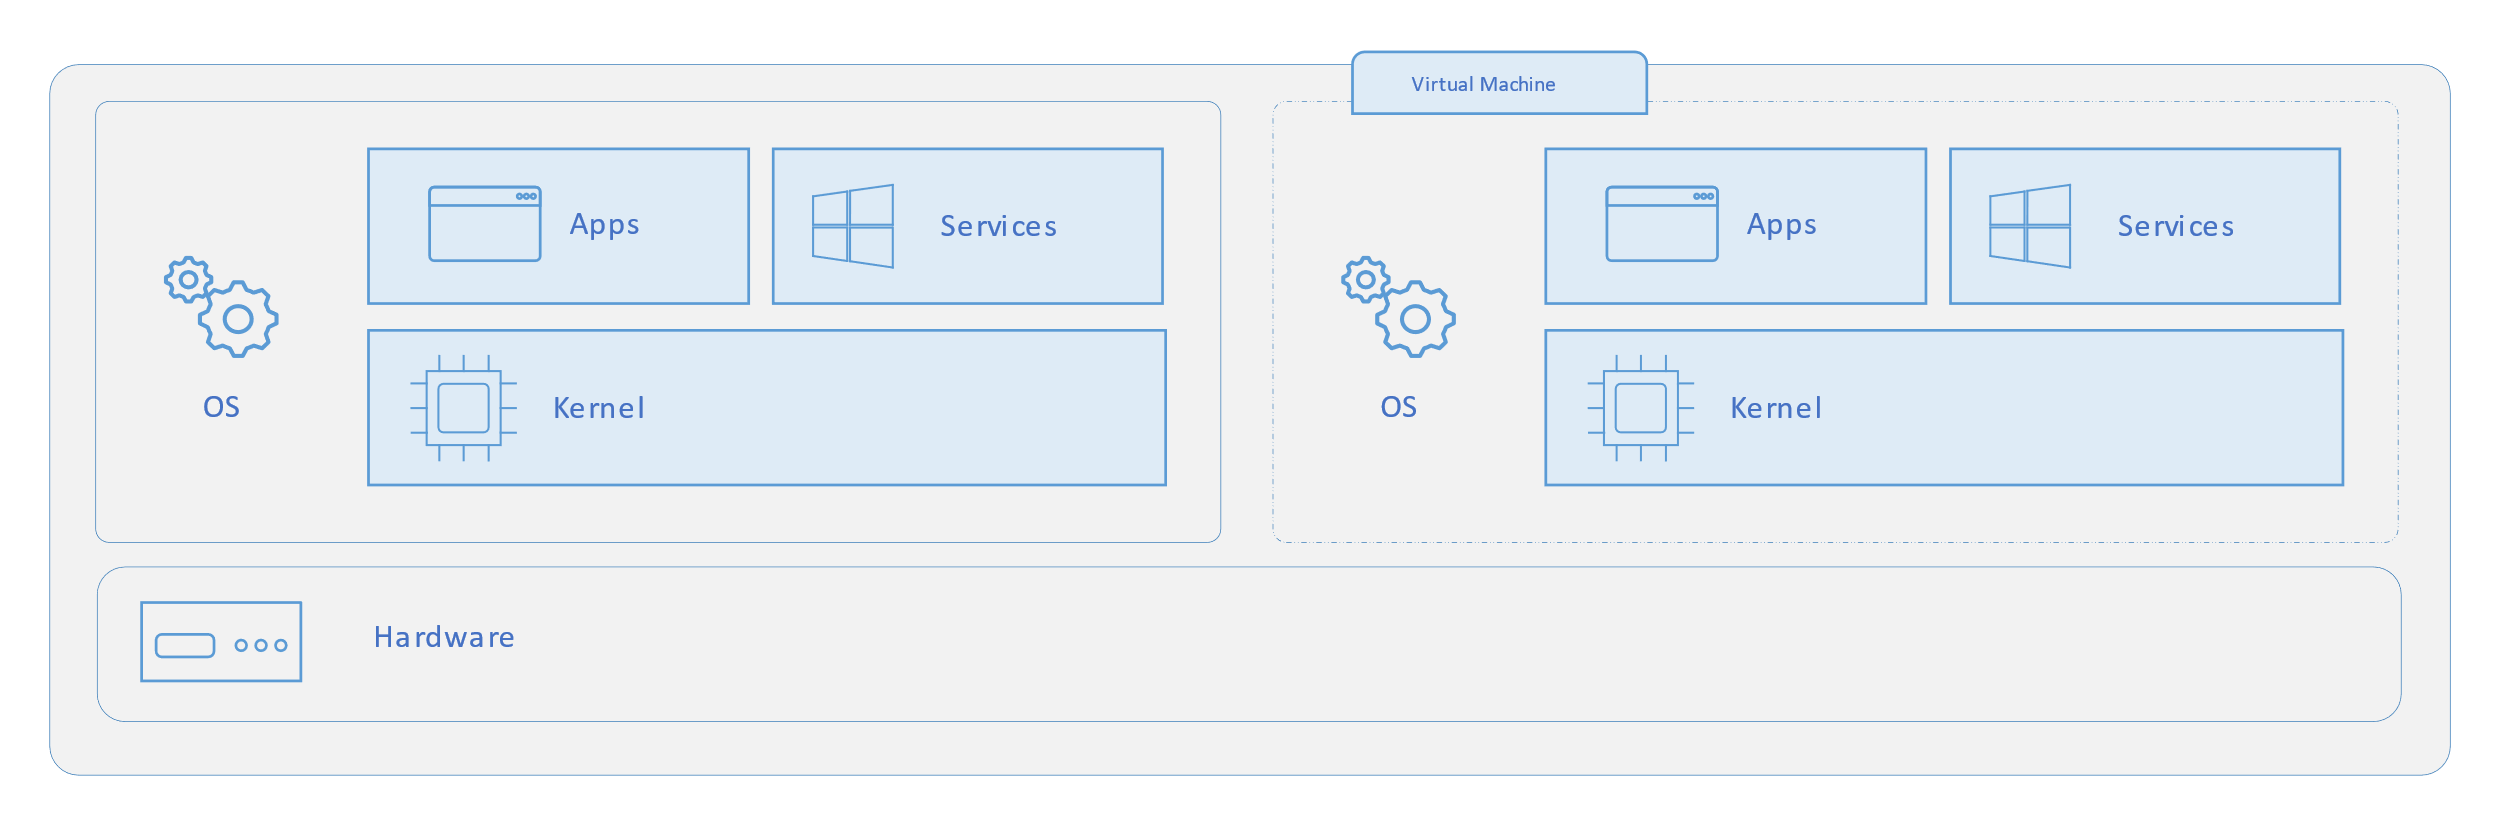 Virtual Machine
Apps
Services
OS
Kernel
Apps
Services
OS
Kernel
Hardware